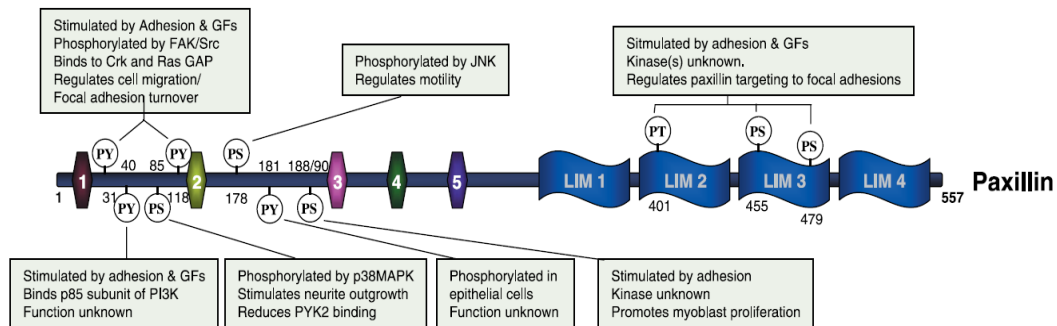 Stimulated by Adhesion & GFs
Phosphorylated by FAK/Src
Binds to Crk and Ras GAP
Regulates cell migration/
Focal adhesion turnover
Phosphorylated by JNK
Regulates motility
Sitmulated by adhesion & GFs
Kinase(s) unknown.
Regulates paxillin targeting to focal adhesions
PY 40 85 PY PS 181 188/90 PT PS PS
1 2 3 4 5 LIM 1 LIM 2 LIM 3 LIM 4 Paxillin
1 31 118 178 401 455 479 557
PY PS PY PS
Stimulated by adhesion & GFs
Binds p85 subunit of PI3K
Function unknown
Phosphorylated by p38MAPK
Stimulates neurite outgrowth
Reduces PYK2 binding
Phosphorylated in
epithelial cells
Function unknown
Stimulated by adhesion
Kinase unknown
Promotes myoblast proliferation